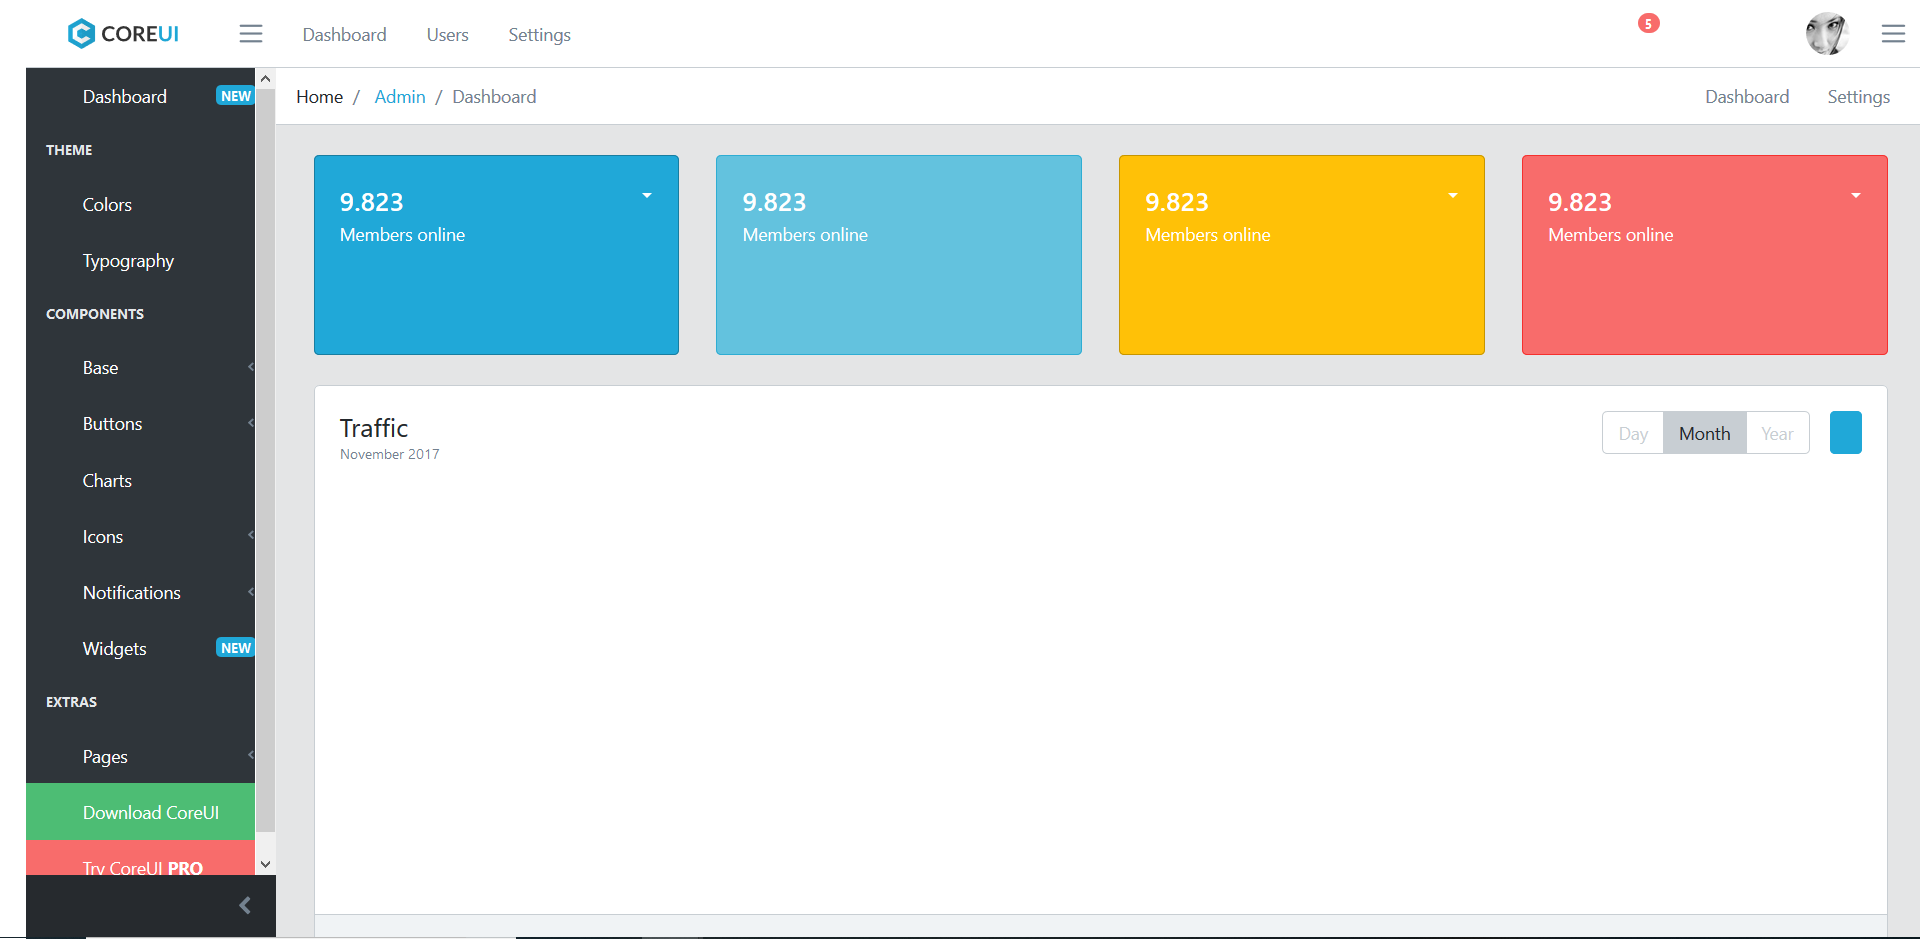 COREUI Dashboard Users Settings 5
Dashboard NEW
THEME
Colors
Typography
COMPONENTS
Base
Buttons
Charts
Icons
Notifications
Widgets NEW
EXTRAS
Pages
Download CoreUI
Try CoreUI PRO
Home / Admin / Dashboard
Dashboard Settings
9.823
Members online
9.823
Members online
9.823
Members online
9.823
Members online
Traffic
November 2017
Day Month Year